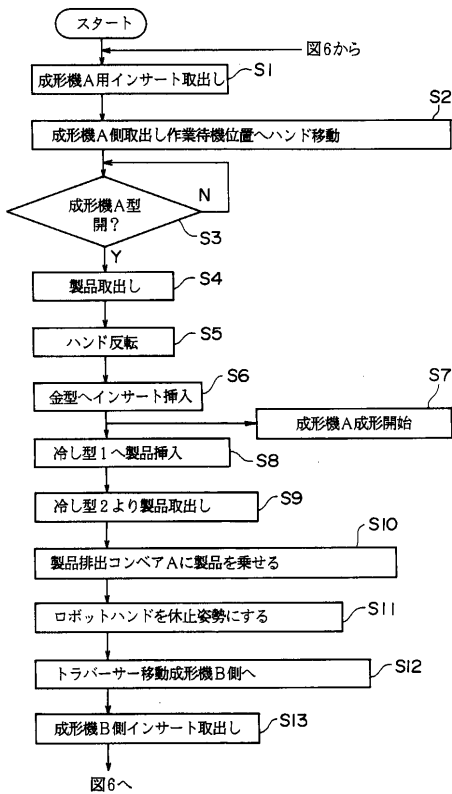 スタート
図6から
成形機A用インサート取出し
S1
S2
成形機A側取出し作業待機位置へハンド移動
N
成形機A型
開?
S3
Y
製品取出し
S4
ハンド反転
S5
金型へインサート挿入
S6
S7
成形機A成形開始
冷し型1へ製品挿入
S8
冷し型2より製品取出し
S9
S10
製品排出コンベアAに製品を乗せる
ロボットハンドを休止姿勢にする
S11
トラバーサー移動成形機B側へ
S12
成形機B側インサート取出し
S13
図6へ